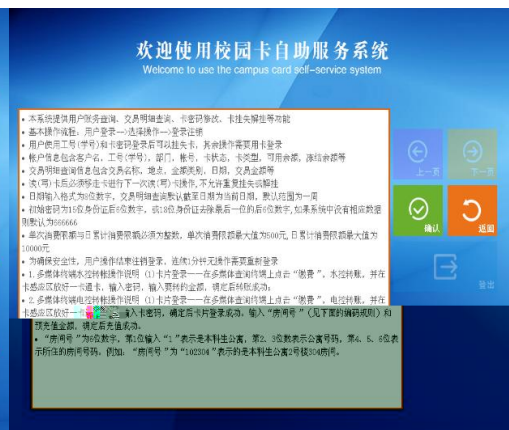 欢迎使用校园卡自助服务系统
Welcome to use the campus card self-service system
• 本系统提供用户账务查询、交易明细查询、卡密码修改、卡挂失解挂等功能
• 基本操作流程：用户登录-->选择操作-->登录注销
• 用户使用工号(学号)和卡密码登录后可以挂失卡，其余操作需要用卡登录
• 帐户信息包含客户名、工号(学号)，部门、帐号、卡状态，卡类型，可用余额，冻结余额等
• 交易明细查询信息包含交易名称、地点，金额类别、日期、交易金额等
• 读(写)卡后必须移走卡进行下一次读(写)卡操作,不允许重复挂失或解挂
• 日期输入格式为8位数字，交易明细查询默认截至日期为当前日期，默认范围为一周
• 初始密码为15位身份证后6位数字，或18位身份证去除最后一位的后6位数字,如果系统中没有相应数据
则默认为666666
• 单次消费限额与日累计消费限额必须为整数，单次消费限额最大值为500元,日累计消费限额最大值为
10000元
• 为确保安全性，用户操作结束注销登录，连续1分钟无操作需要重新登录
• 1.多媒体终端水控转帐操作说明 (1)卡片登录——在多媒体查询终端上点击“缴费”，水控转账，并在
卡感应区放好一卡通卡、输入密码，输入要转的金额，确定后转账成功；
• 2.多媒体终端电控转帐操作说明 (1)卡片登录——在多媒体查询终端上点击“缴费”，电控转账，并在
卡感应区放好一卡 输入卡密码，确定后卡片登录成功。输入“房间号”（见下面的编码规则）和
预充值金额，确定后充值成功。
• “房间号”为6位数字，第1位输入“1”表示是本科生公寓，第2、3位数表示公寓号码，第4、5、6位表
示所住的房间号码。例如，“房间号”为“102304”表示的是本科生公寓2号楼304房间。
上一页
下一页
确认
返回
登出